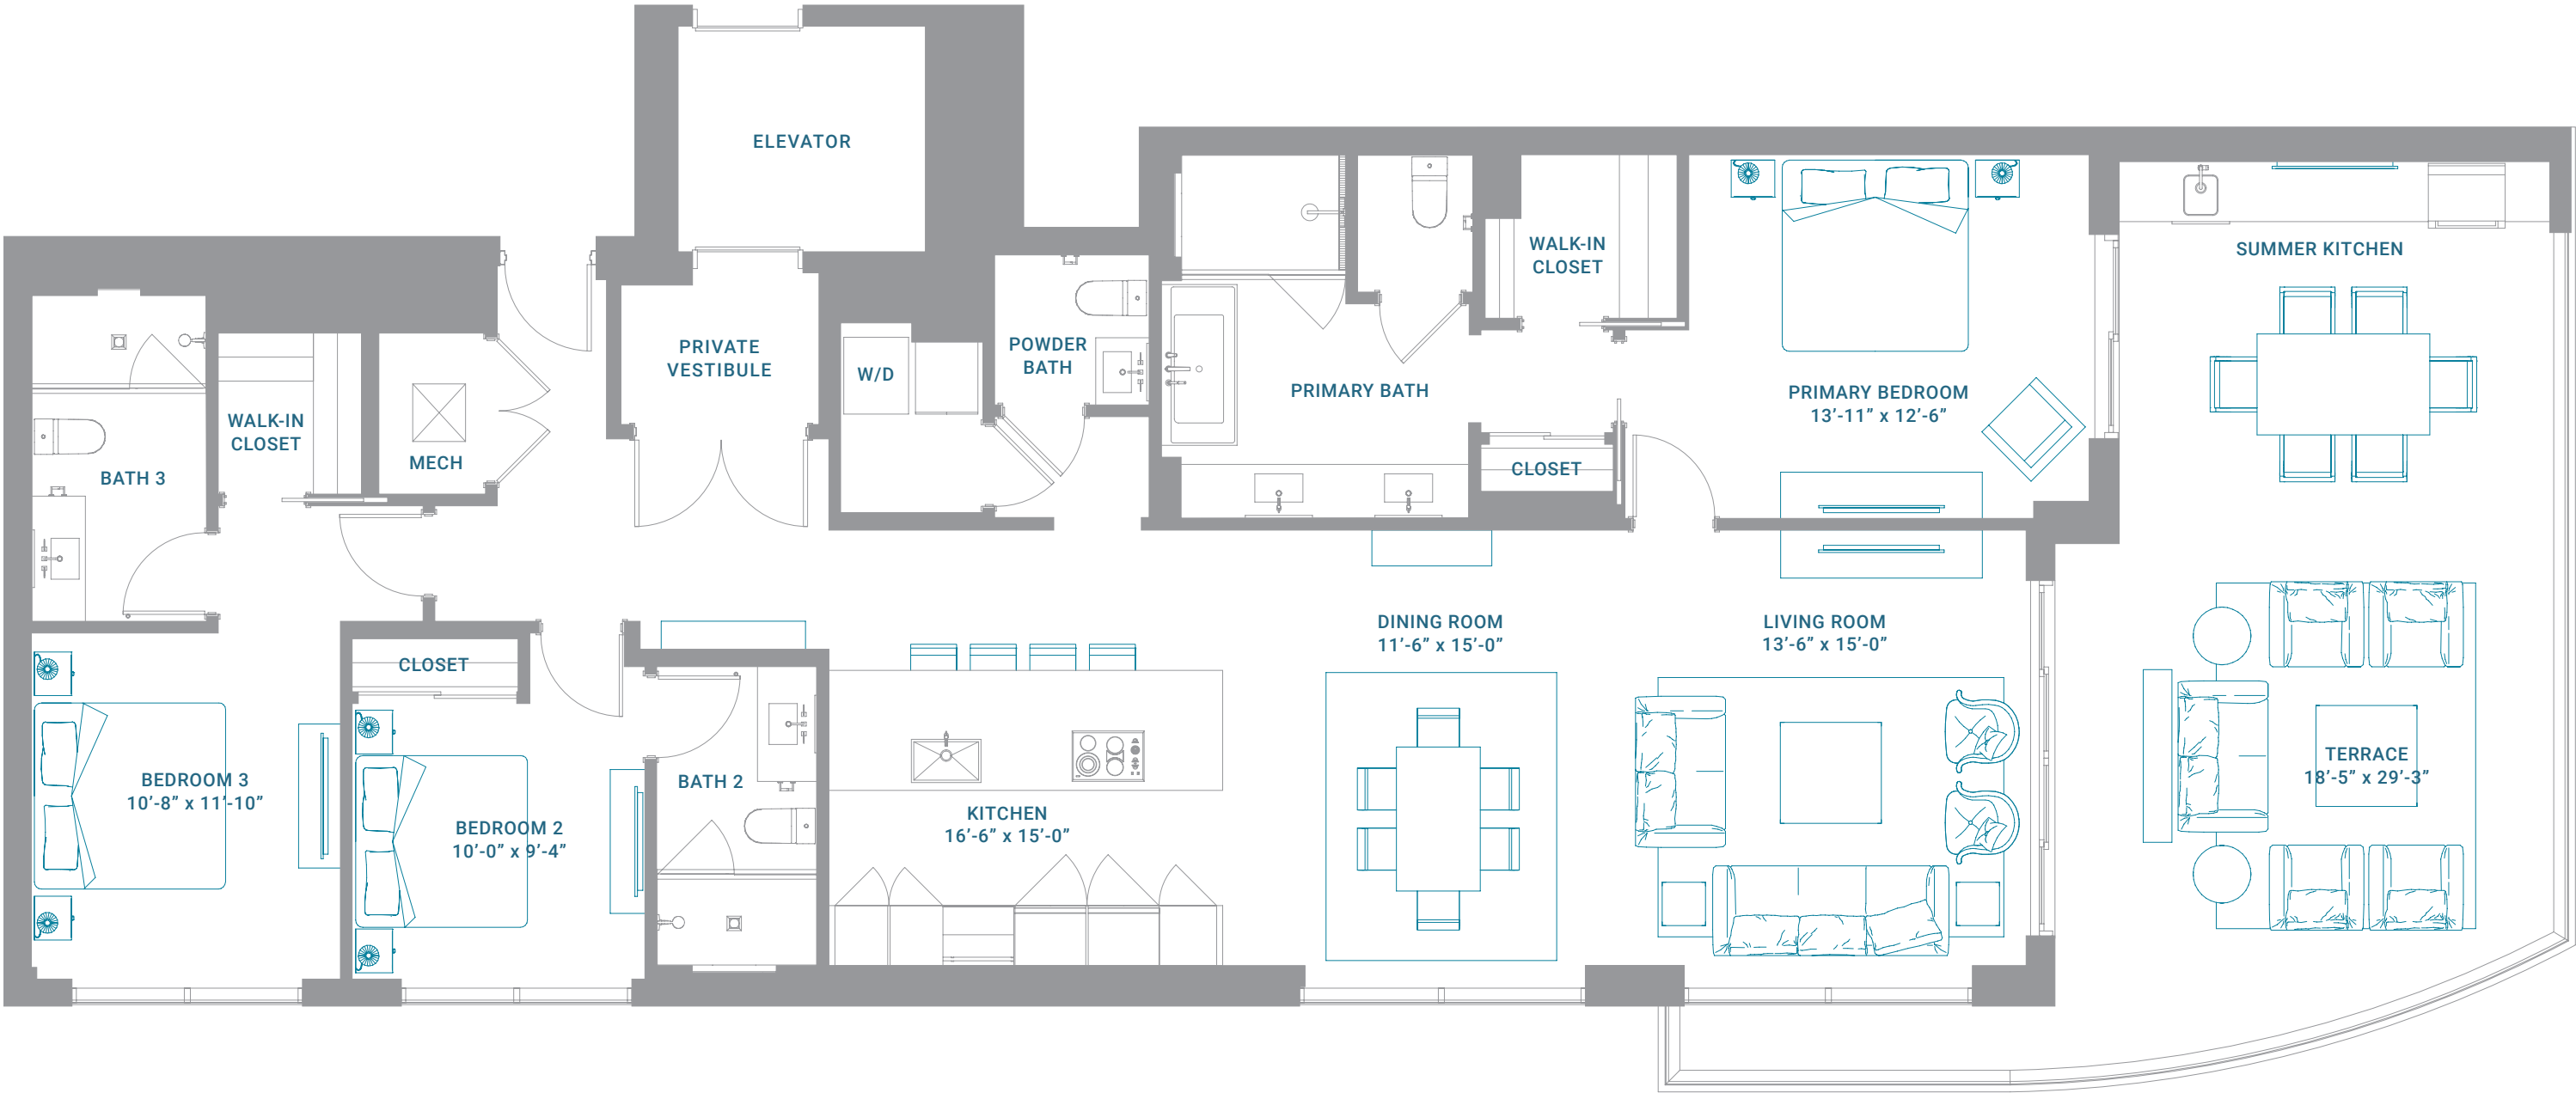 ELEVATOR
WALK-IN
CLOSET
SUMMER KITCHEN
PRIVATE
VESTIBULE
POWDER
BATH
W/D
PRIMARY BATH
PRIMARY BEDROOM
13’-11” x 12’-6”
WALK-IN
CLOSET
MECH
BATH 3
CLOSET
DINING ROOM
11’-6” x 15’-0”
LIVING ROOM
13’-6” x 15’-0”
CLOSET
BEDROOM 3
10’-8” x 11’-10”
BATH 2
TERRACE
18’-5” x 29’-3”
KITCHEN
16’-6” x 15’-0”
BEDROOM 2
10’-0” x 9’-4”